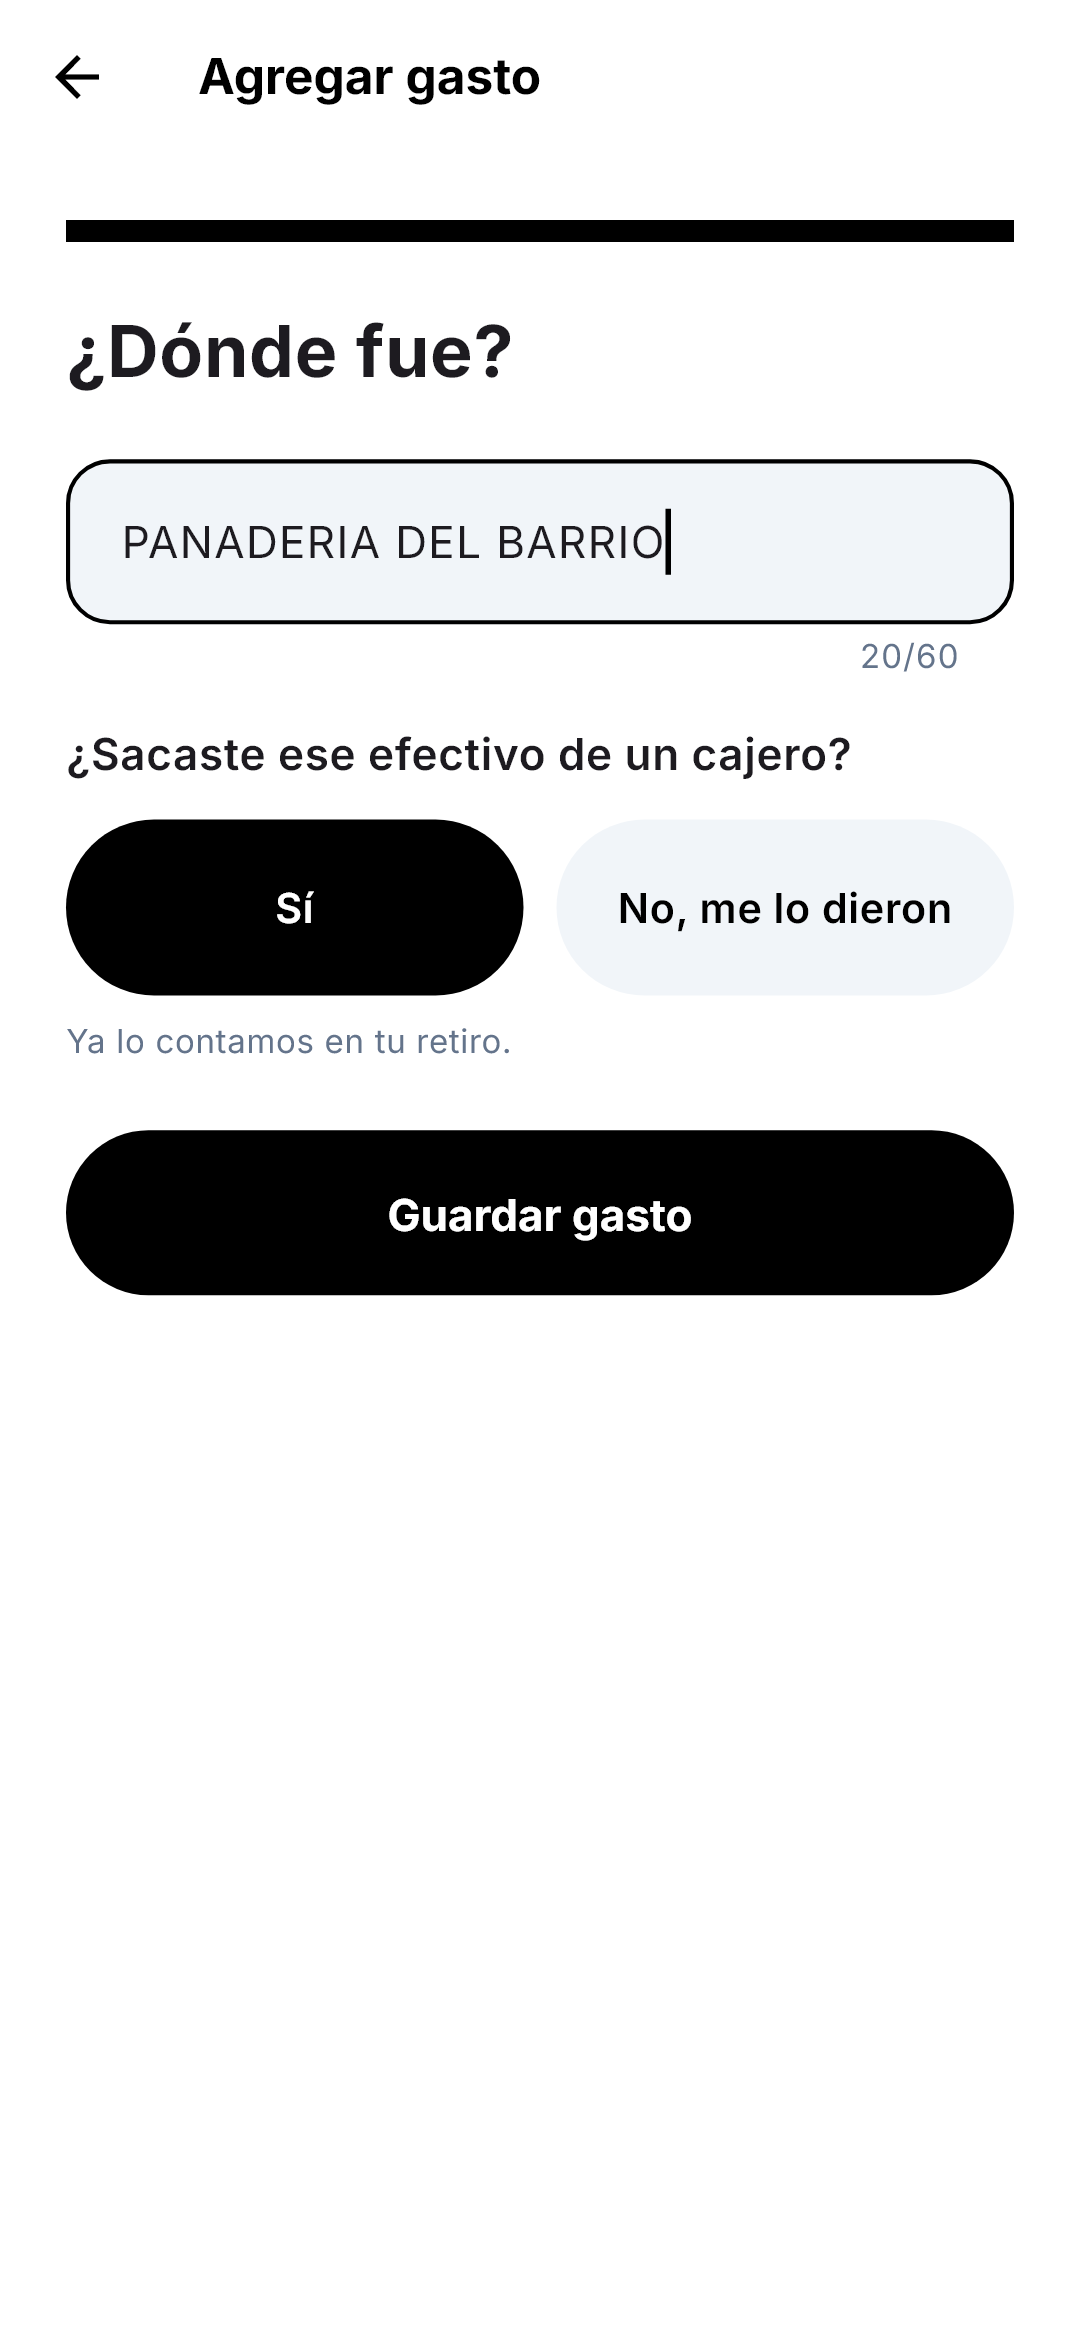 Agregar gasto
¿Dónde fue?
PANADERIA DEL BARRIO
20/60
¿Sacaste ese efectivo de un cajero?
Sí
No, me lo dieron
Ya lo contamos en tu retiro.
Guardar gasto